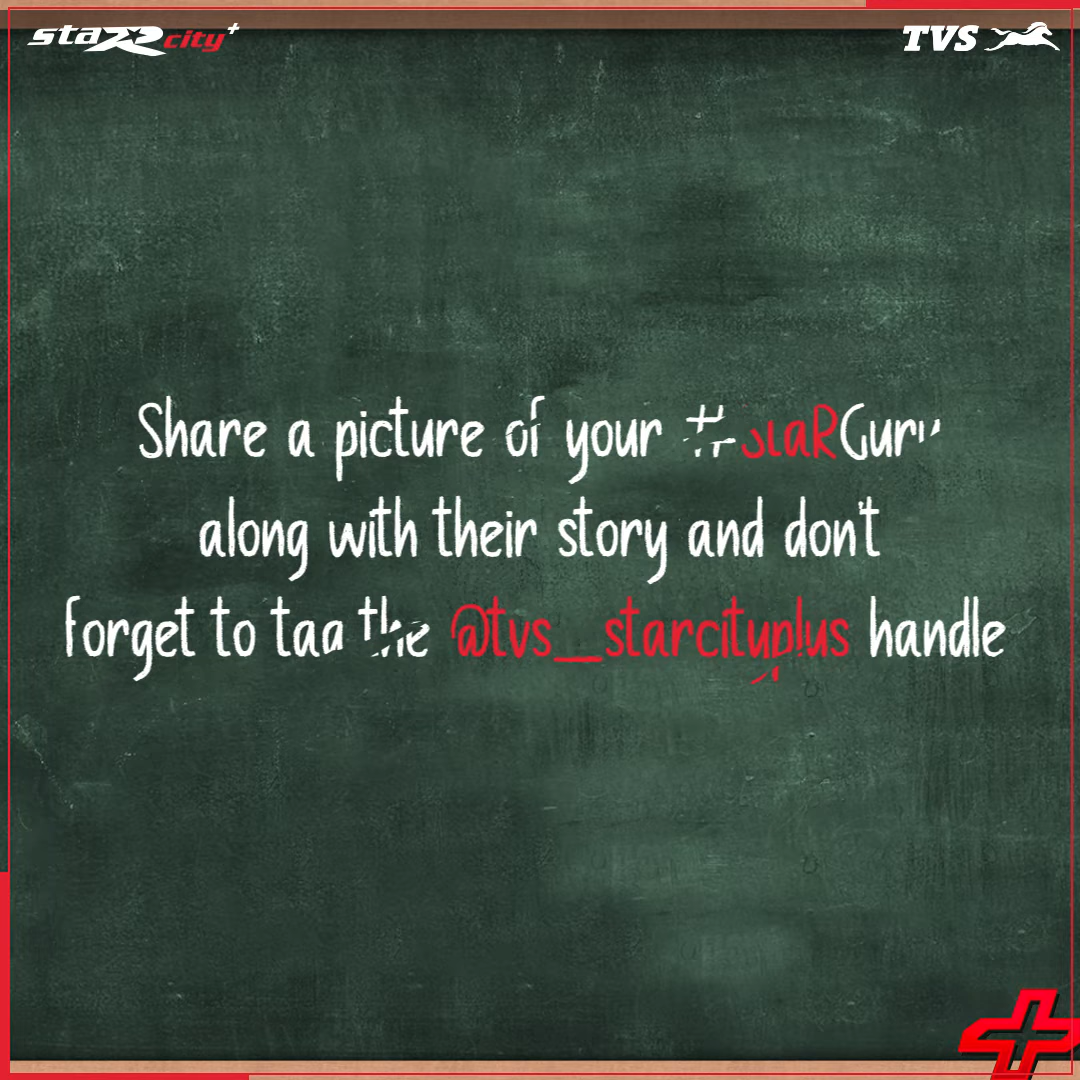 staR city+
TVS
Share a picture of your #StaRGuru
along with their story and don't
forget to tag the @tvs__starcityplus handle